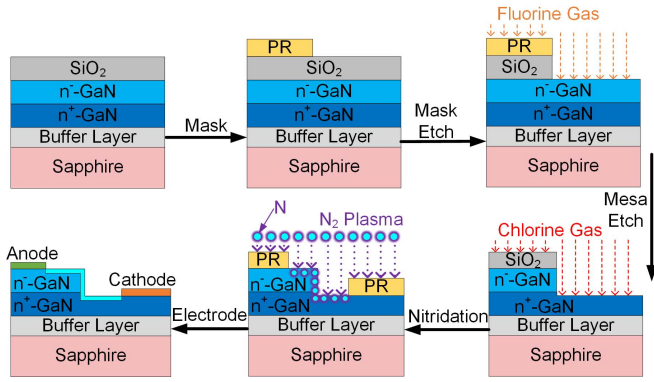 SiO₂
n⁻-GaN
n⁺-GaN
Buffer Layer
Sapphire
Mask
PR
SiO₂
n⁻-GaN
n⁺-GaN
Buffer Layer
Sapphire
Mask
Etch
Fluorine Gas
PR
SiO₂
n⁻-GaN
n⁺-GaN
Buffer Layer
Sapphire
Mesa
Etch
Chlorine Gas
SiO₂
n⁻-GaN
n⁺-GaN
Buffer Layer
Sapphire
Nitridation
N
N₂ Plasma
PR
n⁻-GaN
PR
n⁺-GaN
Buffer Layer
Sapphire
Electrode
Anode
Cathode
n⁻-GaN
n⁺-GaN
Buffer Layer
Sapphire